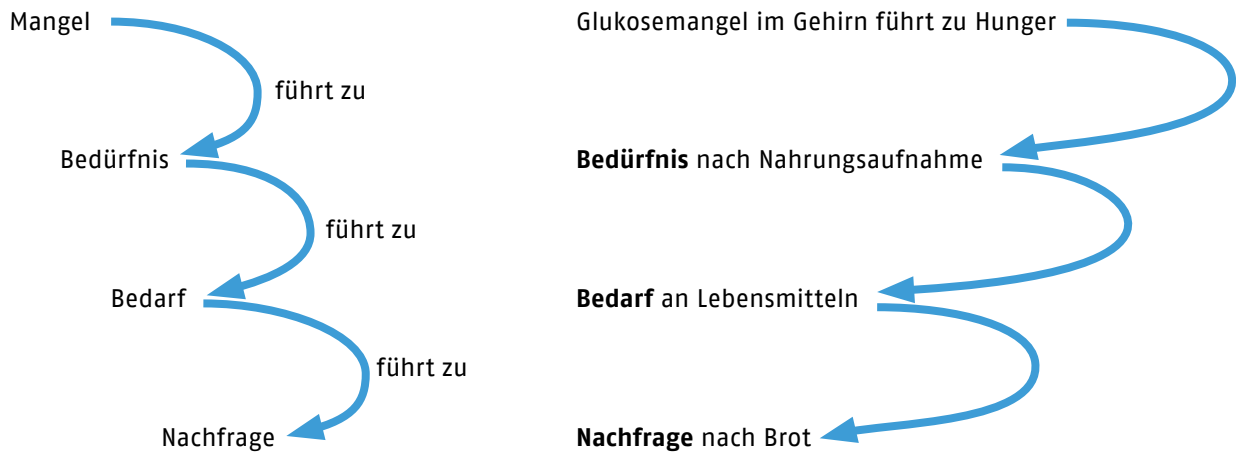 Mangel
führt zu
Bedürfnis
führt zu
Bedarf
führt zu
Nachfrage
Glukosemangel im Gehirn führt zu Hunger
Bedürfnis nach Nahrungsaufnahme
Bedarf an Lebensmitteln
Nachfrage nach Brot